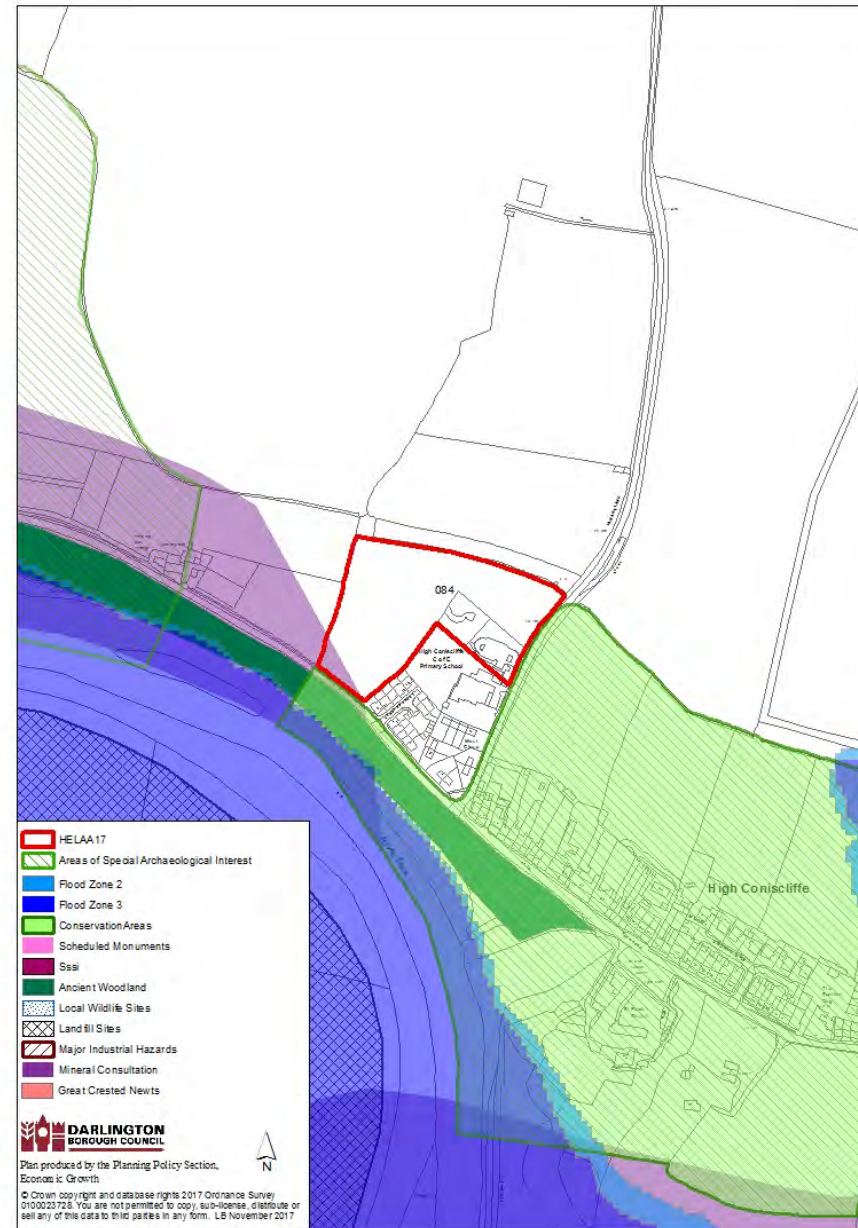 084
High Coniscliffe
C of E
Primary School
High Coniscliffe
HELAA17
Areas of Special Archaeological Interest
Flood Zone 2
Flood Zone 3
Conservation Areas
Scheduled Monuments
Sssi
Ancient Woodland
Local Wildlife Sites
Landfill Sites
Major Industrial Hazards
Mineral Consultation
Great Crested Newts
DARLINGTON
BOROUGH COUNCIL
N
Plan produced by the Planning Policy Section,
Economic Growth
© Crown copyright and database rights 2017 Ordnance Survey
0100023728. You are not permitted to copy, sub-license, distribute or
sell any of this data to third parties in any form. LB November 2017